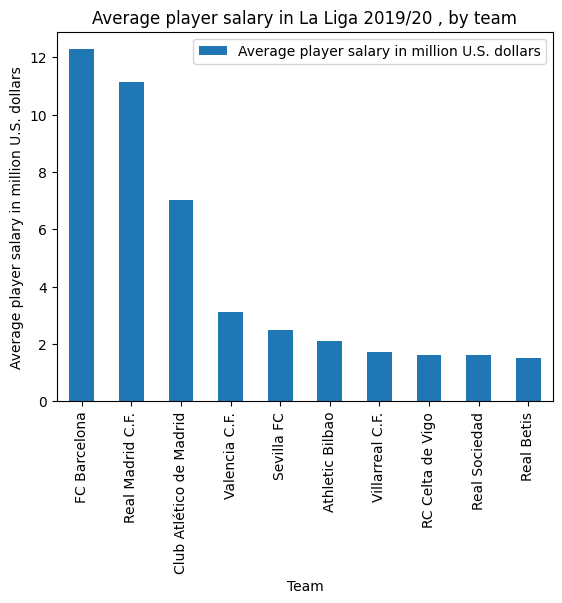 Average player salary in La Liga 2019/20 , by team
Average player salary in million U.S. dollars
Average player salary in million U.S. dollars
12
10
8
6
4
2
0
FC Barcelona
Real Madrid C.F.
Club Atlético de Madrid
Valencia C.F.
Sevilla FC
Athletic Bilbao
Villarreal C.F.
RC Celta de Vigo
Real Sociedad
Real Betis
Team